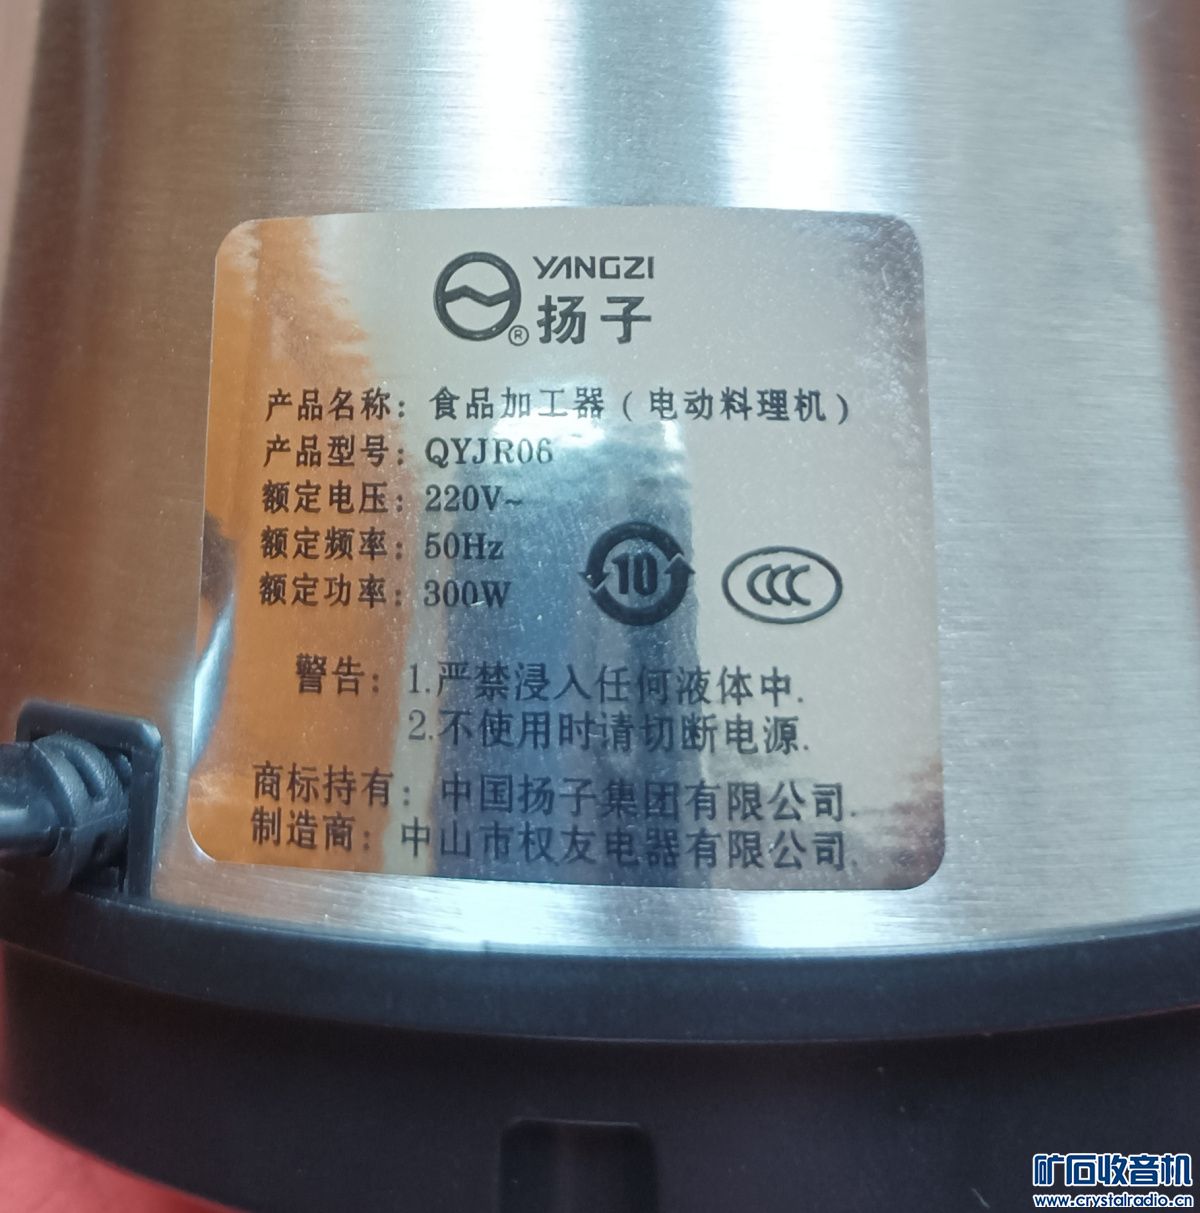 YANGZI
扬子
®
产品名称：食品加工器（电动料理机）
产品型号：QYJR06
额定电压：220V~
额定频率：50Hz
额定功率：300W
10
CCC
警告：1.严禁浸入任何液体中.
2.不使用时请切断电源.
商标持有：中国扬子集团有限公司.
制造商：中山市权友电器有限公司.
矿石收音机
www.crystalradio.cn